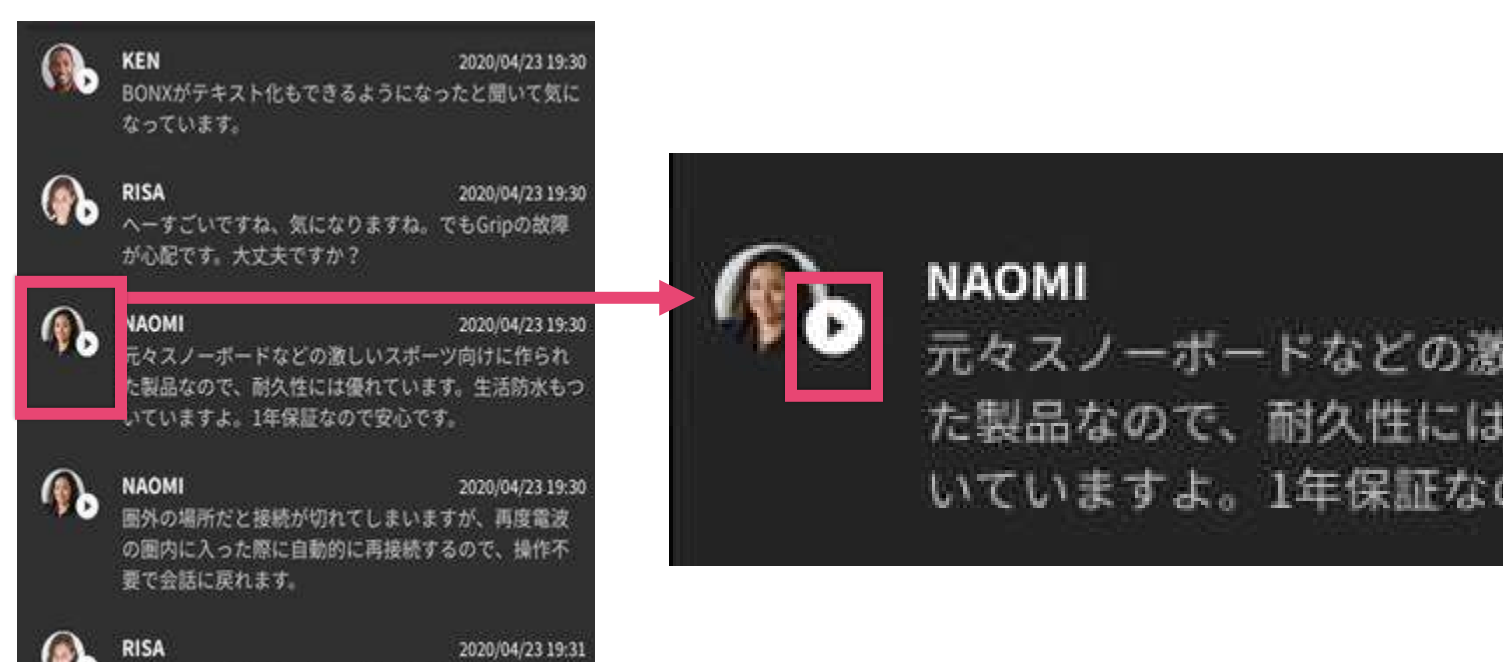 KEN 2020/04/23 19:30
BONXがテキスト化もできるようになったと聞いて気に
なっています。
RISA 2020/04/23 19:30
へーすごいですね、気になりますね。でもGripの故障
が心配です。大丈夫ですか？
NAOMI 2020/04/23 19:30
元々スノーボードなどの激しいスポーツ向けに作られ
た製品なので、耐久性には優れています。生活防水もつ
いていますよ。1年保証なので安心です。
NAOMI 2020/04/23 19:30
圏外の場所だと接続が切れてしまいますが、再度電波
の圏内に入った際に自動的に再接続するので、操作不
要で会話に戻れます。
RISA 2020/04/23 19:31
NAOMI
元々スノーボードなどの激
た製品なので、耐久性には
いていますよ。1年保証なの